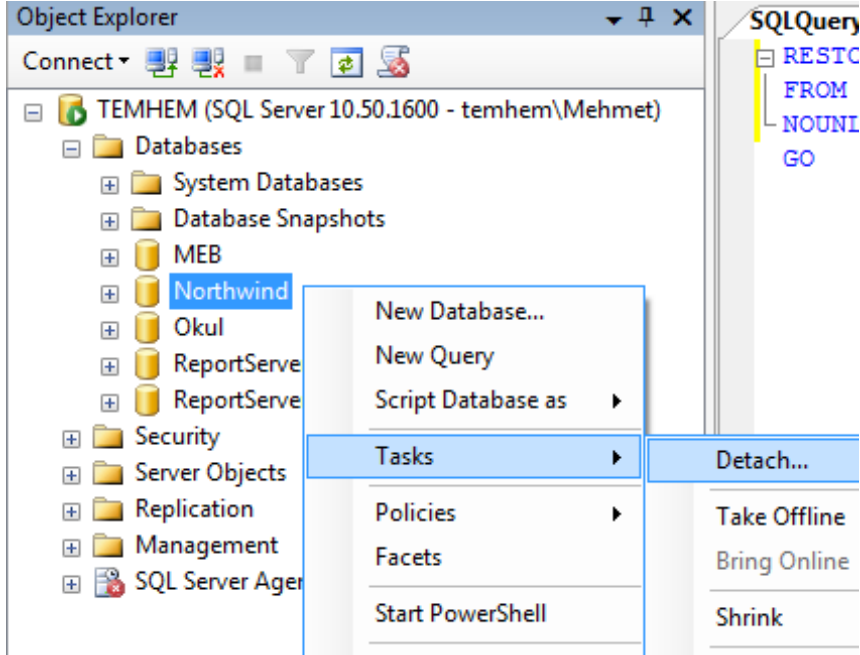 Object Explorer
Connect
TEMHEM (SQL Server 10.50.1600 - temhem\Mehmet)
Databases
System Databases
Database Snapshots
MEB
Northwind
Okul
ReportServe
ReportServe
Security
Server Objects
Replication
Management
SQL Server Ager
New Database...
New Query
Script Database as
Tasks
Policies
Facets
Start PowerShell
Detach...
Take Offline
Bring Online
Shrink
SQLQuery
RESTO
FROM
NOUNL
GO